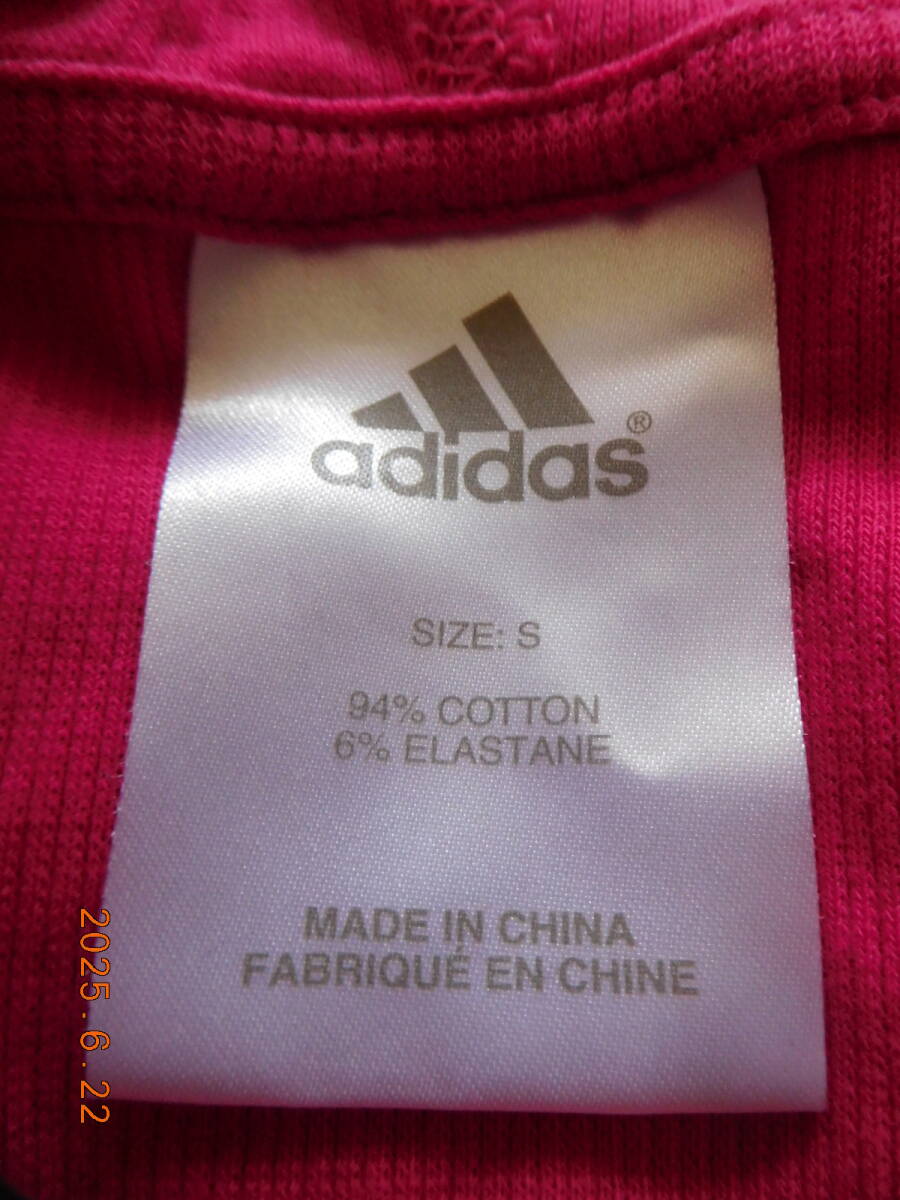 adidas®
SIZE: S
94% COTTON
6% ELASTANE
MADE IN CHINA
FABRIQUÉ EN CHINE
2025.6.22